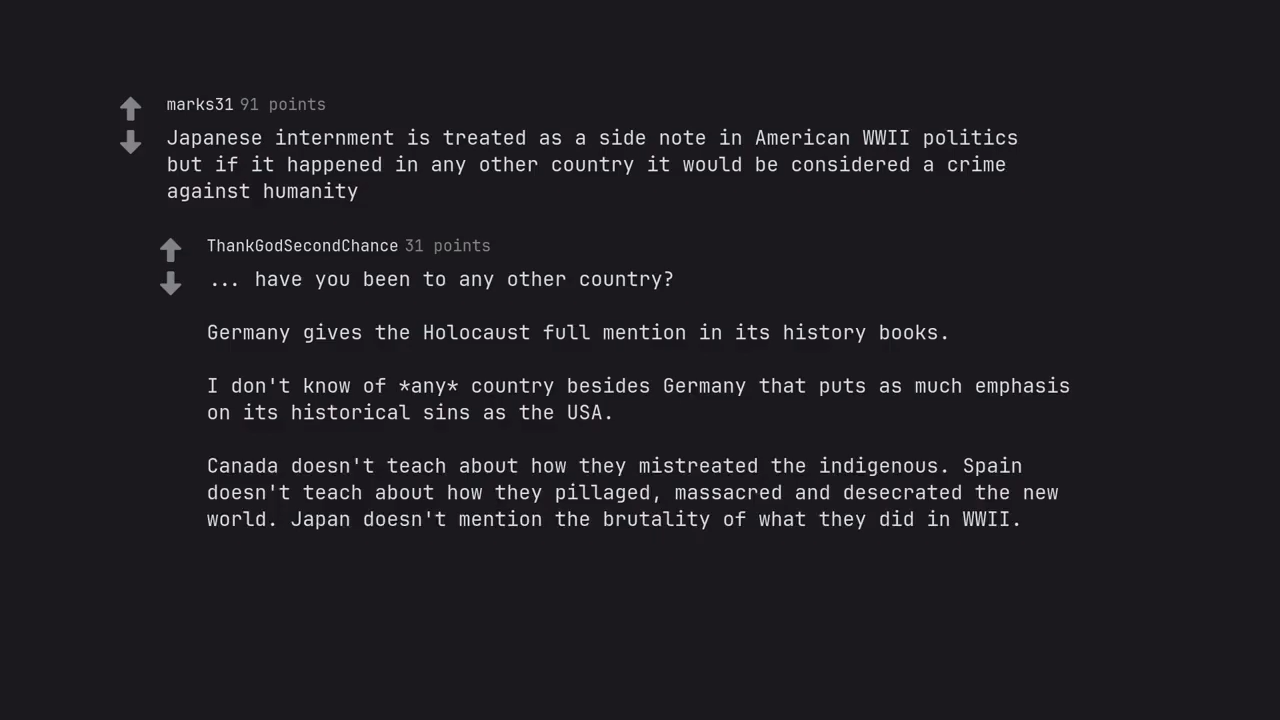 marks31 91 points
Japanese internment is treated as a side note in American WWII politics
but if it happened in any other country it would be considered a crime
against humanity
ThankGodSecondChance 31 points
... have you been to any other country?
Germany gives the Holocaust full mention in its history books.
I don't know of *any* country besides Germany that puts as much emphasis
on its historical sins as the USA.
Canada doesn't teach about how they mistreated the indigenous. Spain
doesn't teach about how they pillaged, massacred and desecrated the new
world. Japan doesn't mention the brutality of what they did in WWII.